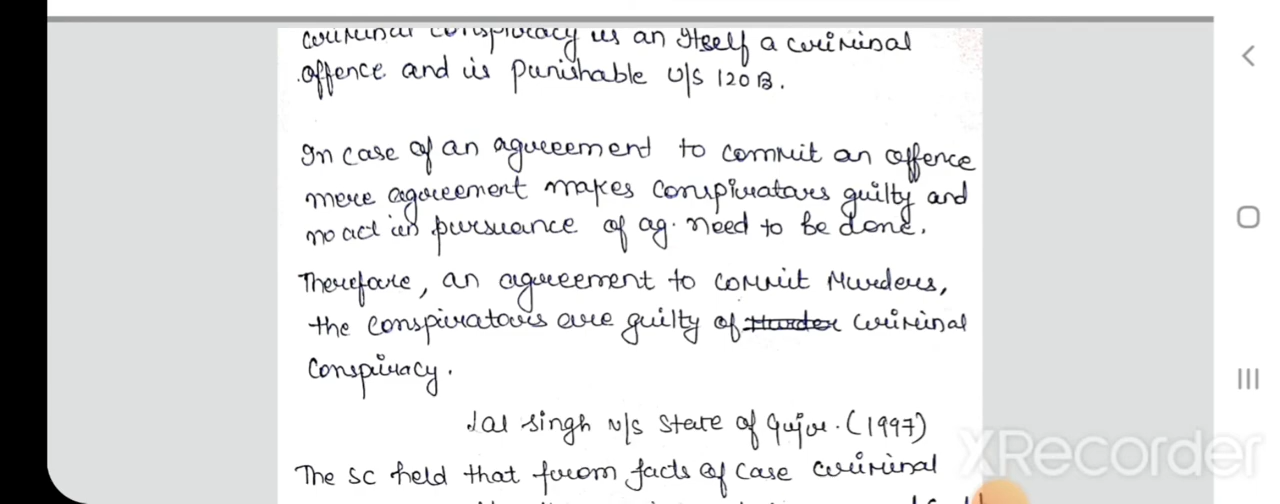 criminal conspiracy is an itself a criminal
offence and is punishable U/S 120B.
In case of an agreement to commit an offence
mere agreement makes conspirators guilty and
no act in pursuance of ag. need to be done.
Therefore, an agreement to commit Murders,
the conspirators are guilty of Murder criminal
conspiracy.
Lal singh v/s state of Gujr. (1997)
The SC held that from facts of case criminal
XRecorder